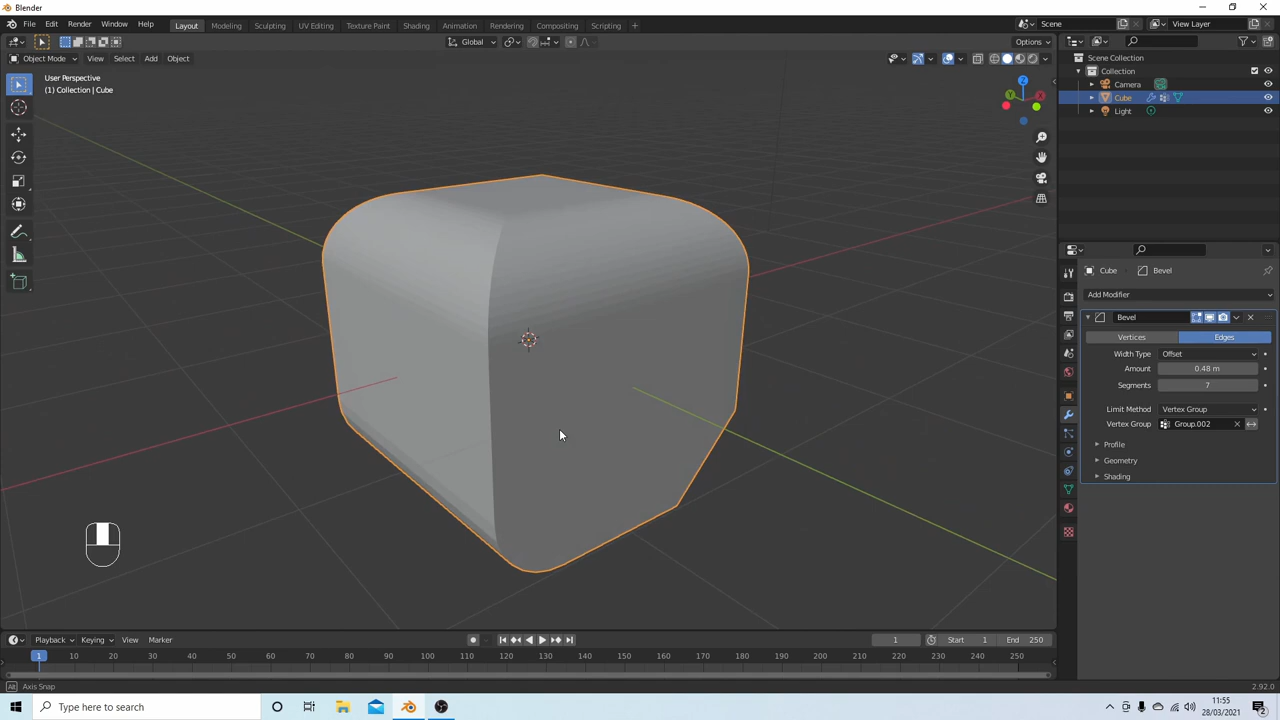 Blender
File Edit Render Window Help Layout Modeling Sculpting UV Editing Texture Paint Shading Animation Rendering Compositing Scripting + Scene View Layer
Global Options
Object Mode View Select Add Object
User Perspective
(1) Collection | Cube
Scene Collection
Collection
Camera
Cube
Light
Z
Y
X
Cube Bevel
Add Modifier
Bevel
Vertices Edges
Width Type Offset
Amount 0.48 m
Segments 7
Limit Method Vertex Group
Vertex Group Group.002
Profile
Geometry
Shading
Playback Keying View Marker 1 Start 1 End 250
1 10 20 30 40 50 60 70 80 90 100 110 120 130 140 150 160 170 180 190 200 210 220 230 240 250
Alt Axis Snap 2.92.0
Type here to search
11:55
28/03/2021
2